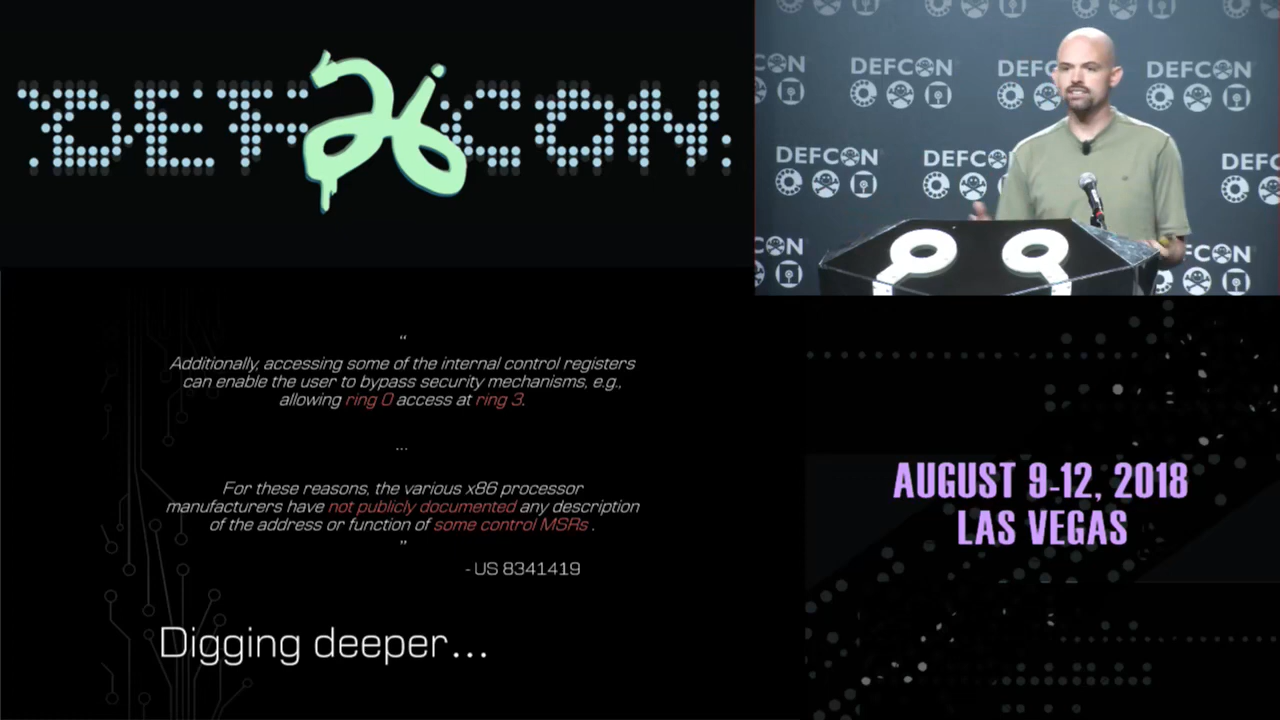 DEF CON
26
DEFCON
DEFCON
DEFCON
DEFCON
DEFCON
“
Additionally, accessing some of the internal control registers
can enable the user to bypass security mechanisms, e.g.,
allowing ring 0 access at ring 3.
...
For these reasons, the various x86 processor
manufacturers have not publicly documented any description
of the address or function of some control MSRs .
”
- US 8341419
Digging deeper...
AUGUST 9-12, 2018
LAS VEGAS